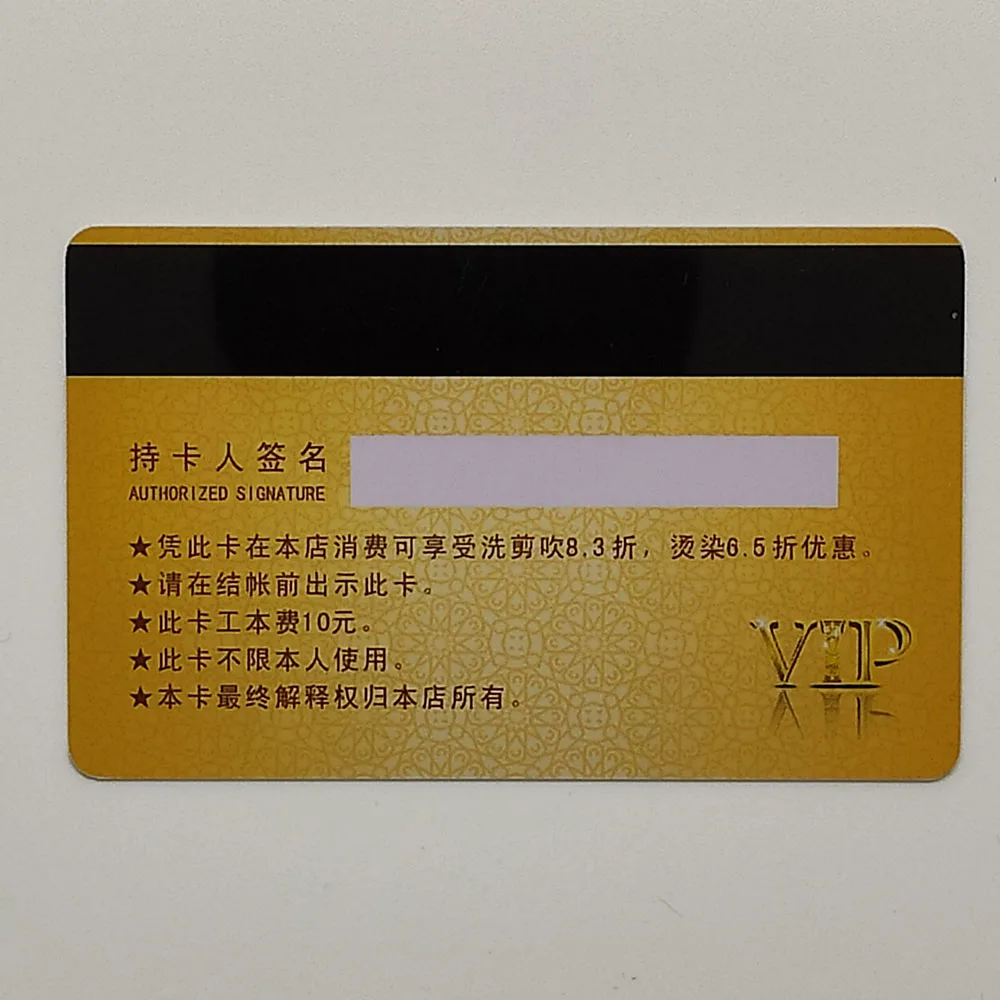 持卡人签名
AUTHORIZED SIGNATURE
★凭此卡在本店消费可享受洗剪吹8.3折，烫染6.5折优惠。
★请在结帐前出示此卡。
★此卡工本费10元。
★此卡不限本人使用。
★本卡最终解释权归本店所有。
VIP